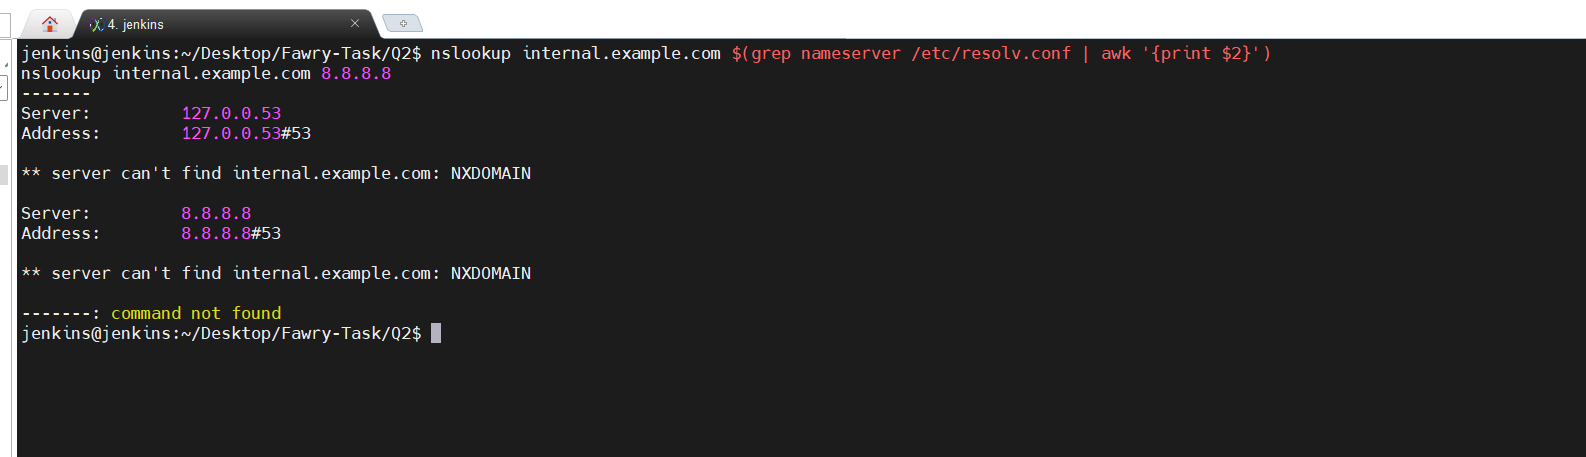 4. jenkins
jenkins@jenkins:~/Desktop/Fawry-Task/Q2$ nslookup internal.example.com $(grep nameserver /etc/resolv.conf | awk '{print $2}')
nslookup internal.example.com 8.8.8.8
-------
Server:         127.0.0.53
Address:        127.0.0.53#53

** server can't find internal.example.com: NXDOMAIN

Server:         8.8.8.8
Address:        8.8.8.8#53

** server can't find internal.example.com: NXDOMAIN

-------: command not found
jenkins@jenkins:~/Desktop/Fawry-Task/Q2$